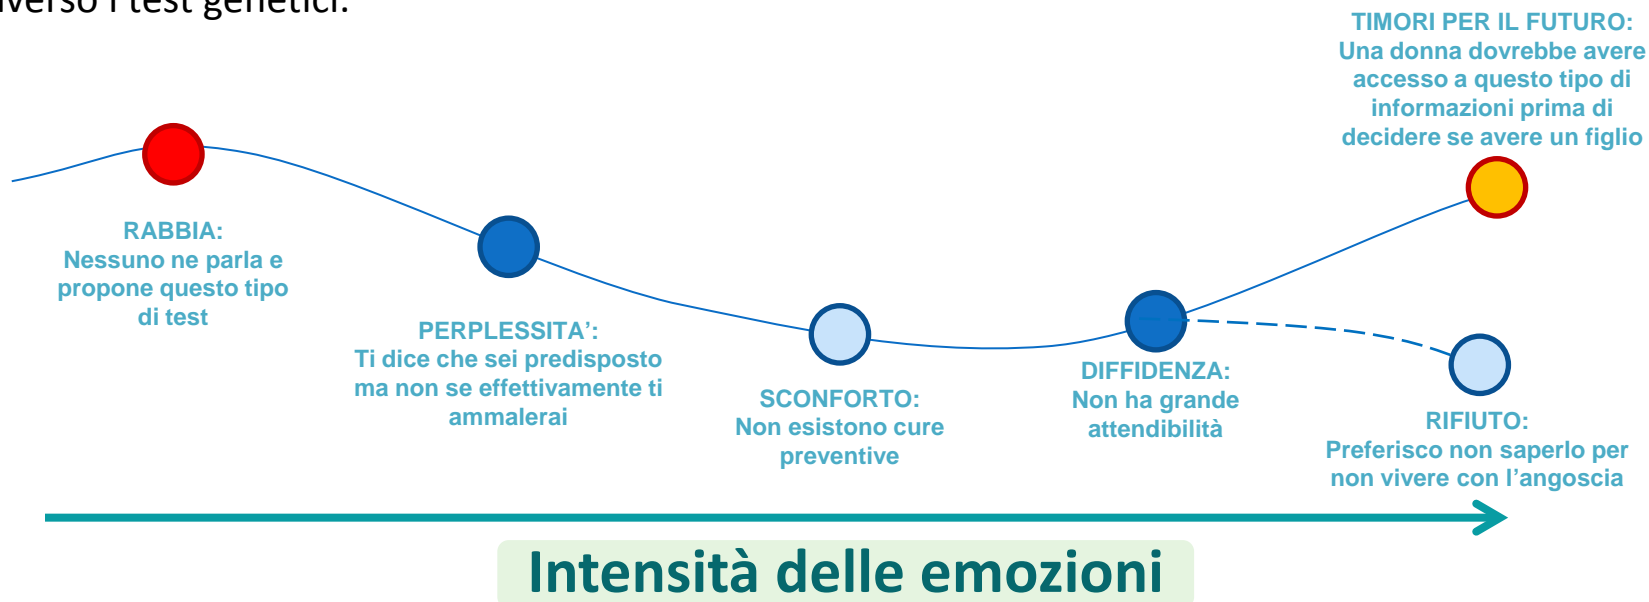 verso i test genetici.
TIMORI PER IL FUTURO:
Una donna dovrebbe avere
accesso a questo tipo di
informazioni prima di
decidere se avere un figlio
RABBIA:
Nessuno ne parla e
propone questo tipo
di test
PERPLESSITA’:
Ti dice che sei predisposto
ma non se effettivamente ti
ammalerai
SCONFORTO:
Non esistono cure
preventive
DIFFIDENZA:
Non ha grande
attendibilità
RIFIUTO:
Preferisco non saperlo per
non vivere con l’angoscia
Intensità delle emozioni